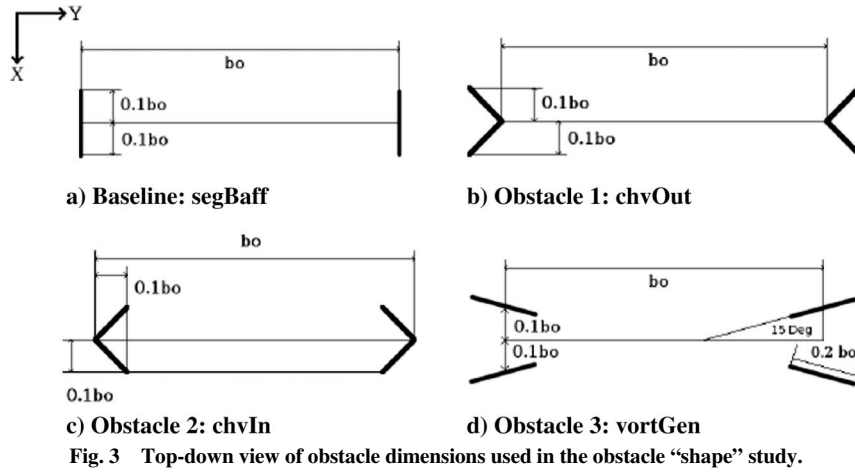 Y
X
bo
0.1bo
0.1bo
a) Baseline: segBaff
bo
0.1bo
0.1bo
b) Obstacle 1: chvOut
bo
0.1bo
0.1bo
c) Obstacle 2: chvIn
bo
0.1bo
0.1bo
15 Deg
0.2 bo
d) Obstacle 3: vortGen
Fig. 3 Top-down view of obstacle dimensions used in the obstacle “shape” study.